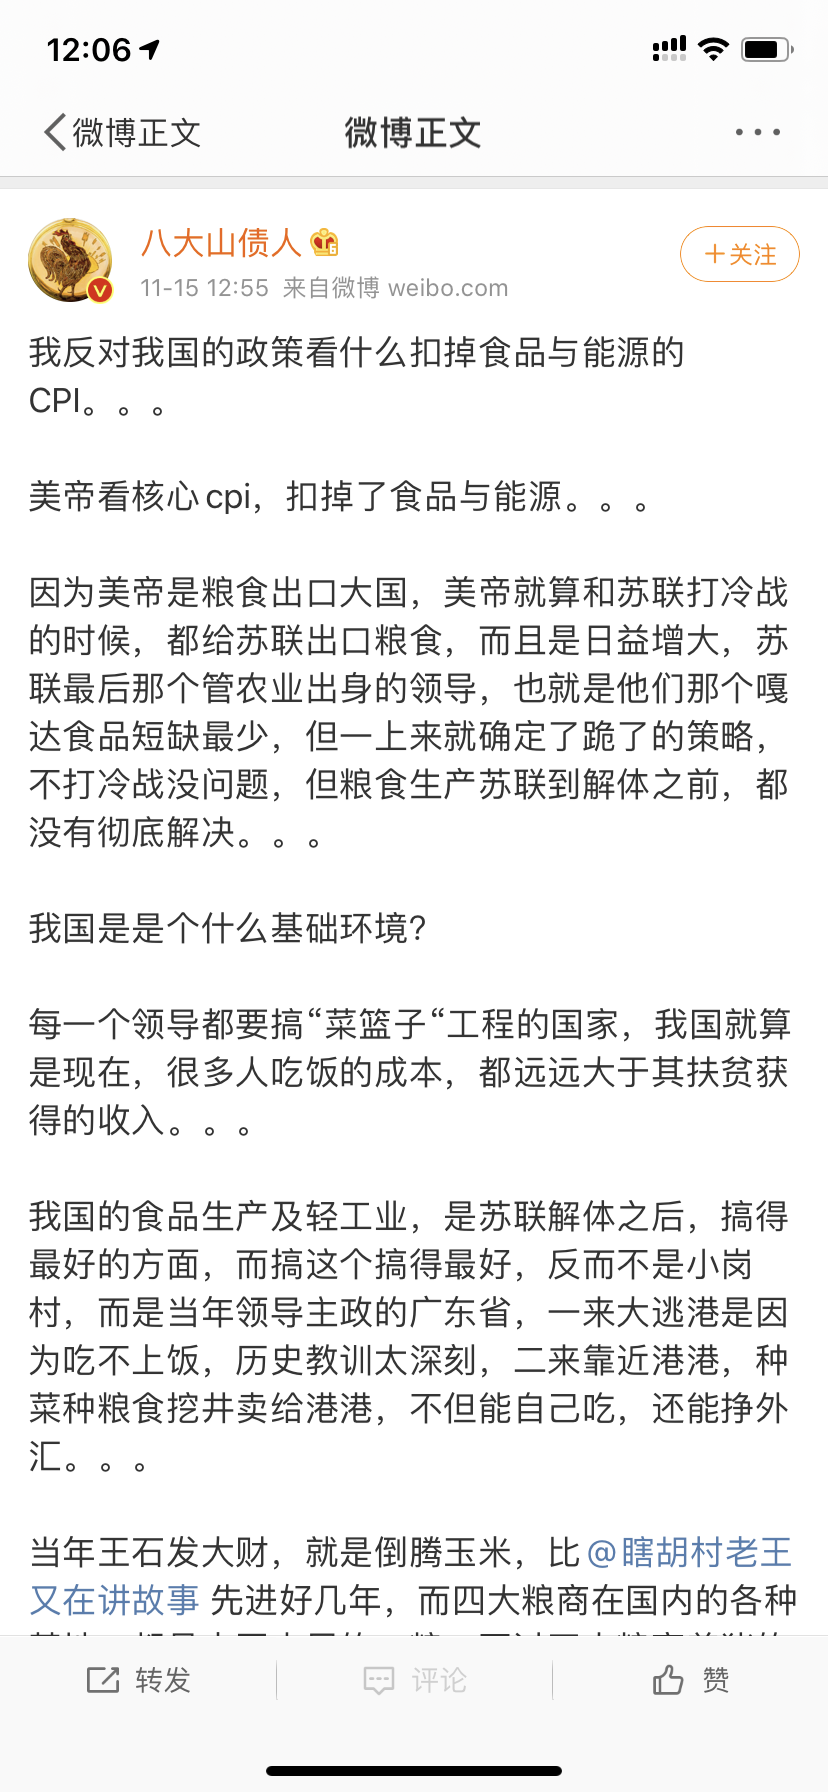 12:06
微博正文
微博正文
八大山债人
+关注
11-15 12:55 来自微博 weibo.com
我反对我国的政策看什么扣掉食品与能源的
CPI。。。
美帝看核心cpi，扣掉了食品与能源。。。
因为美帝是粮食出口大国，美帝就算和苏联打冷战
的时候，都给苏联出口粮食，而且是日益增大，苏
联最后那个管农业出身的领导，也就是他们那个嘎
达食品短缺最少，但一上来就确定了跪了的策略，
不打冷战没问题，但粮食生产苏联到解体之前，都
没有彻底解决。。。
我国是是个什么基础环境?
每一个领导都要搞“菜篮子“工程的国家，我国就算
是现在，很多人吃饭的成本，都远远大于其扶贫获
得的收入。。。
我国的食品生产及轻工业，是苏联解体之后，搞得
最好的方面，而搞这个搞得最好，反而不是小岗
村，而是当年领导主政的广东省，一来大逃港是因
为吃不上饭，历史教训太深刻，二来靠近港港，种
菜种粮食挖井卖给港港，不但能自己吃，还能挣外
汇。。。
当年王石发大财，就是倒腾玉米，比@瞎胡村老王
又在讲故事 先进好几年，而四大粮商在国内的各种
转发
评论
赞